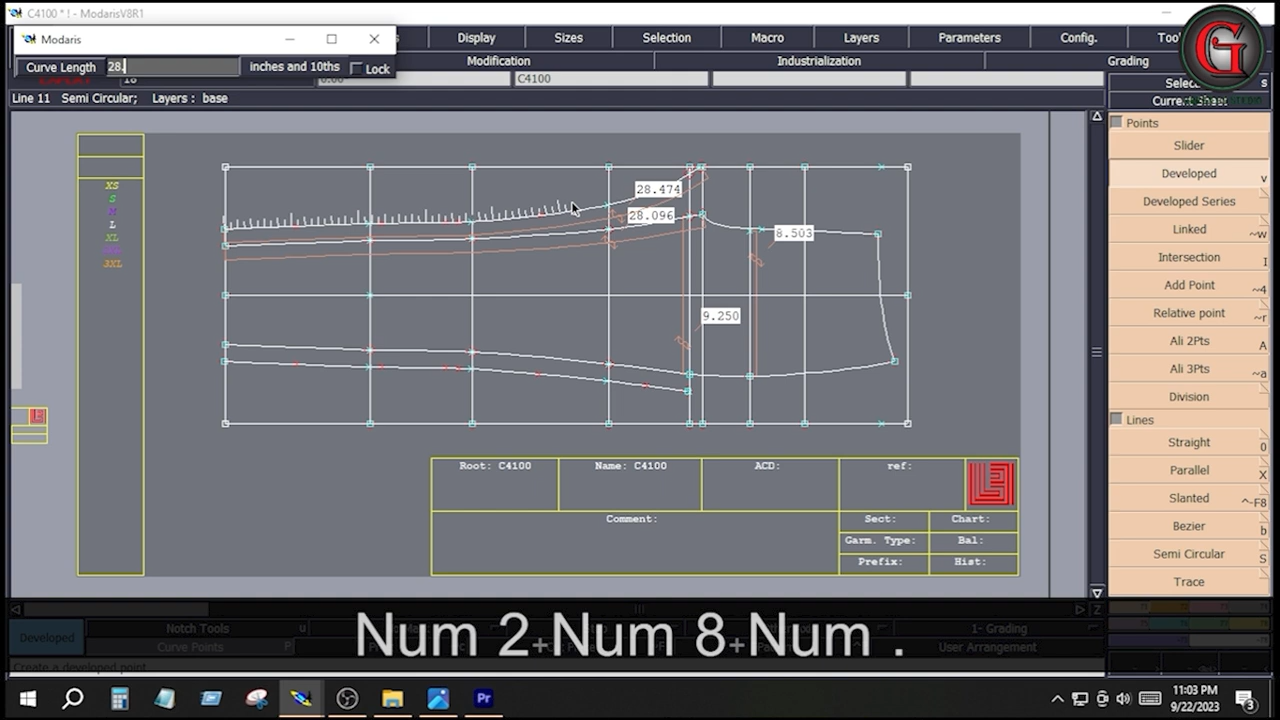 C4100 * ! - ModarisV8R1
Modaris
Display Sizes Selection Macro Layers Parameters Config.
Curve Length 28. inches and 10ths Lock
Modification Industrialization Grading
C4100
Current Sheet
Line 11 Semi Circular; Layers : base
Points
Slider
Developed v
Developed Series
Linked ~w
Intersection I
Add Point ~4
Relative point ~r
Ali 2Pts A
Ali 3Pts ~a
Division
Lines
Straight 0
Parallel X
Slanted ^-F8
Bezier b
Semi Circular S
Trace
XS
S
M
L
XL
3XL
28.474
28.096
8.503
9.250
G
Root: C4100 Name: C4100 ACD: ref:
Comment: Sect: Chart:
Garm. Type: Bal:
Prefix: Hist:
Developed Notch Tools u 1- Grading
Curve Points P User Arrangement
Create a developed point
Num 2+Num 8+Num .
Pr
11:03 PM
9/22/2023
3